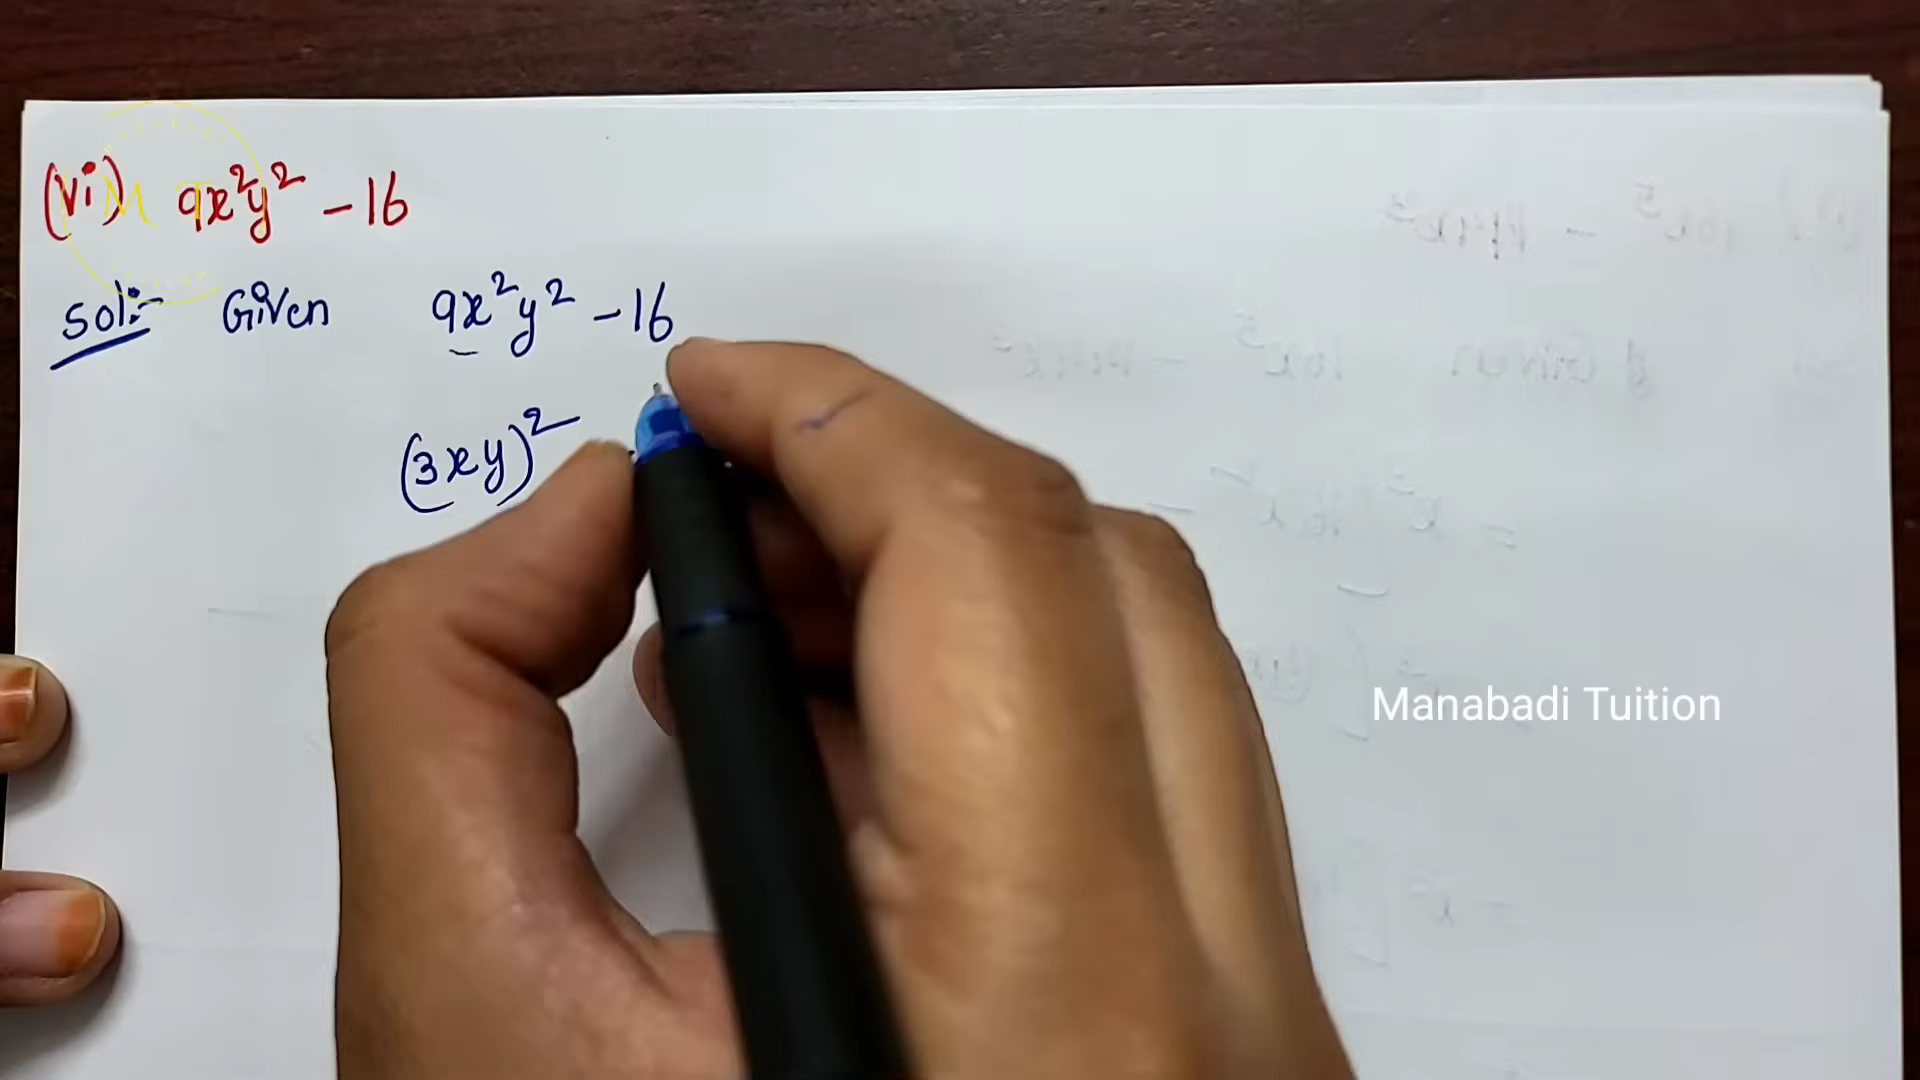 (vi) 9x²y² - 16
Sol:- Given 9x²y² - 16
(3xy)²
Manabadi Tuition